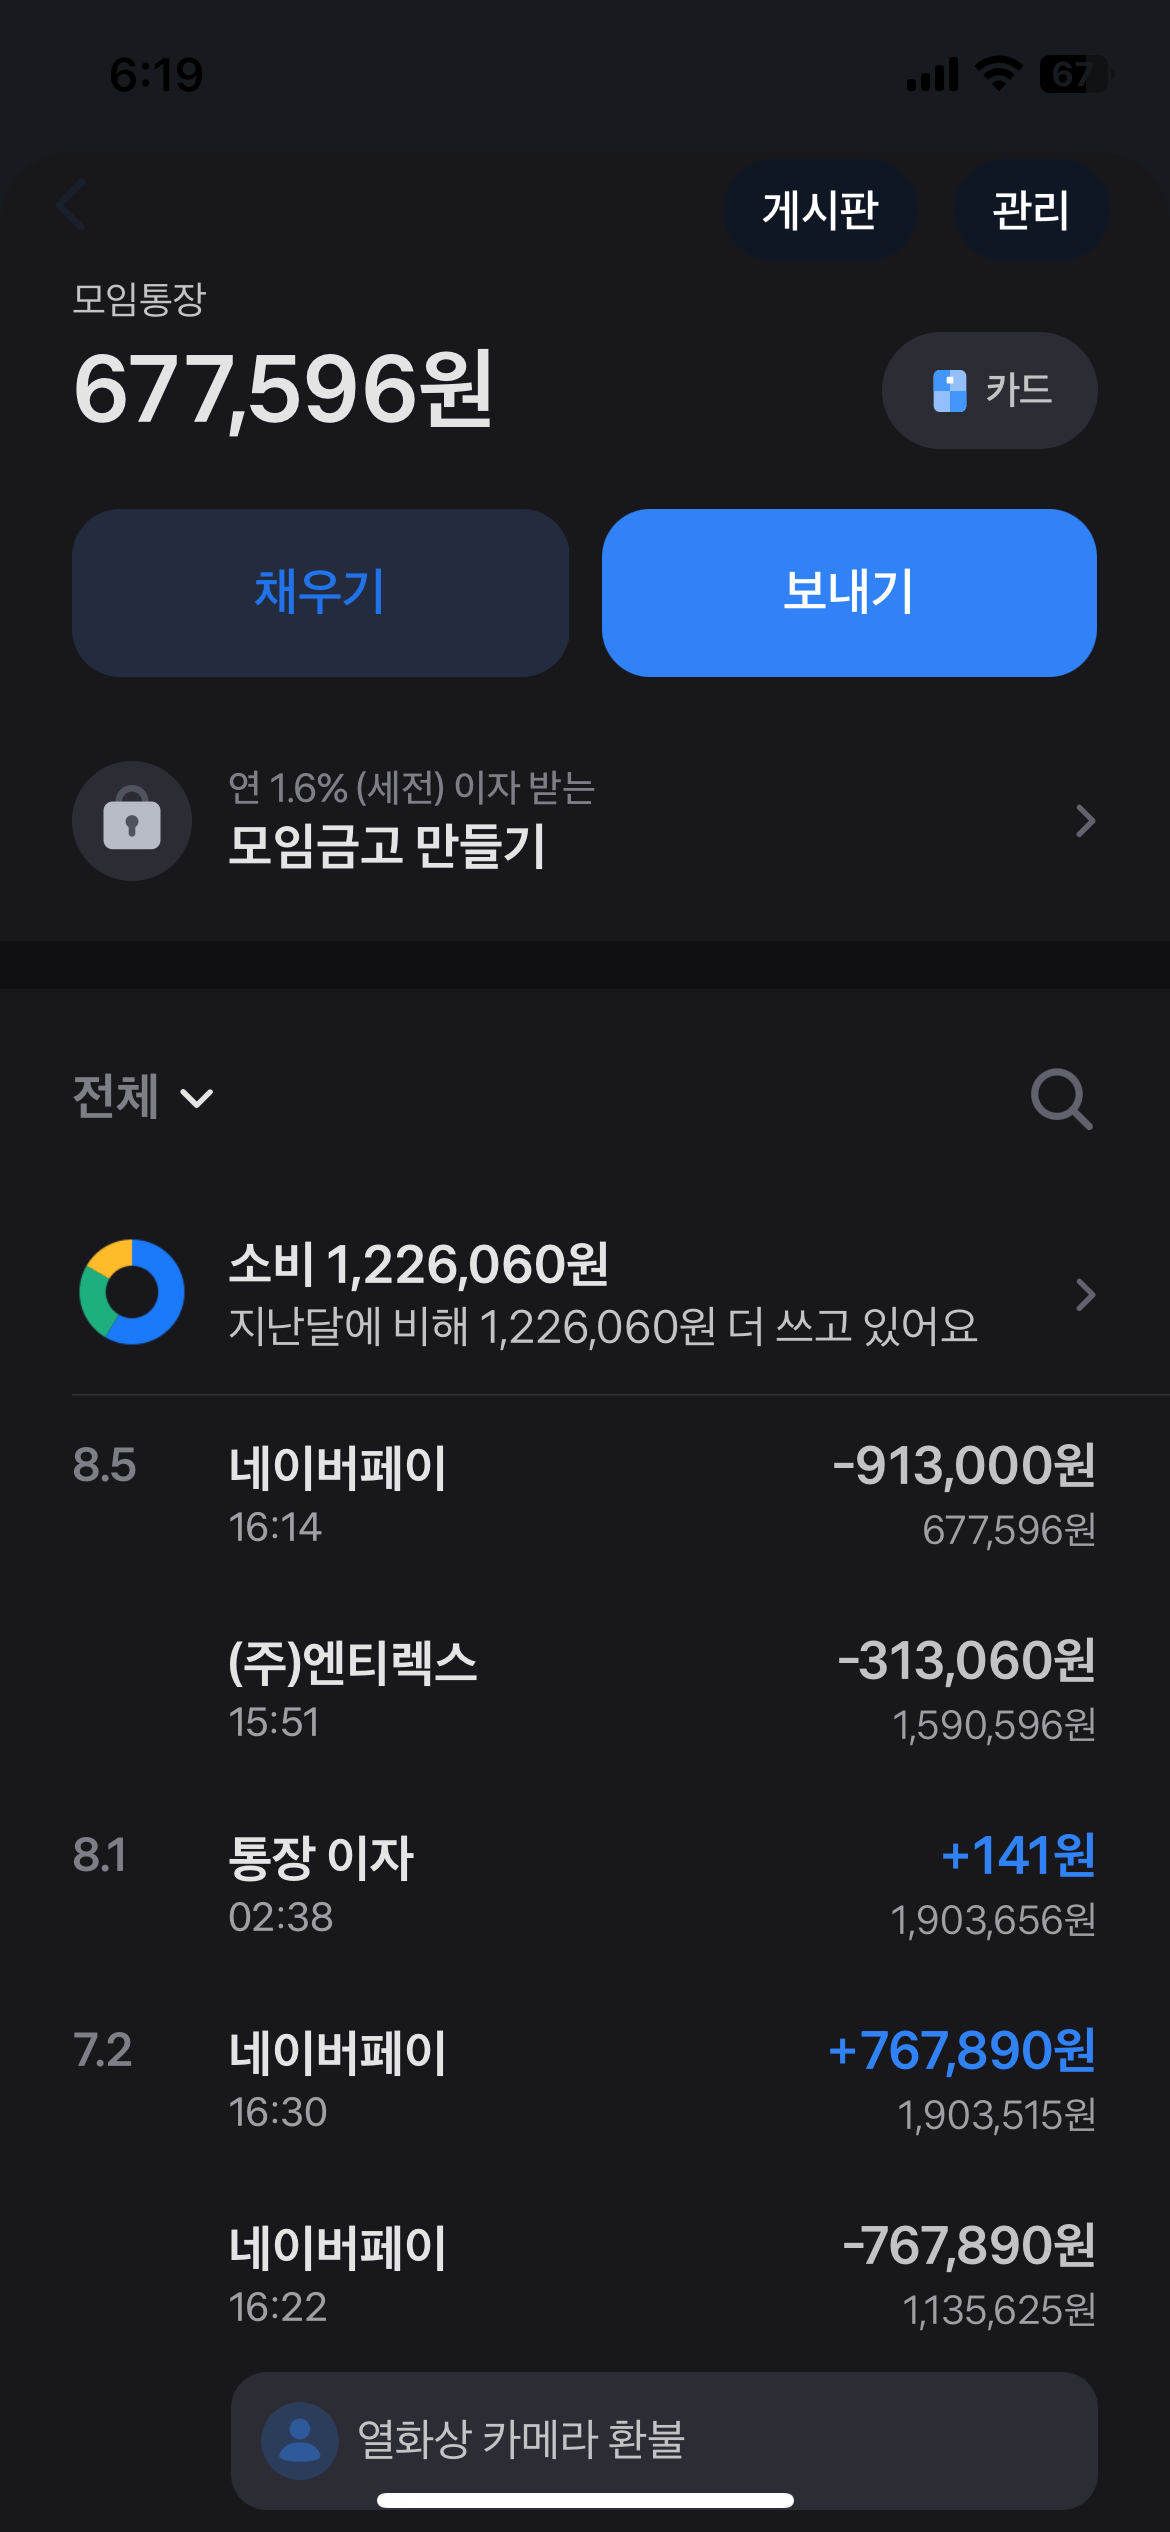 6:19
67
게시판
관리
모임통장
677,596원
카드
채우기
보내기
연 1.6% (세전) 이자 받는
모임금고 만들기
전체
소비 1,226,060원
지난달에 비해 1,226,060원 더 쓰고 있어요
8.5
네이버페이
-913,000원
16:14
677,596원
(주)엔티렉스
-313,060원
15:51
1,590,596원
8.1
통장 이자
+141원
02:38
1,903,656원
7.2
네이버페이
+767,890원
16:30
1,903,515원
네이버페이
-767,890원
16:22
1,135,625원
열화상 카메라 환불